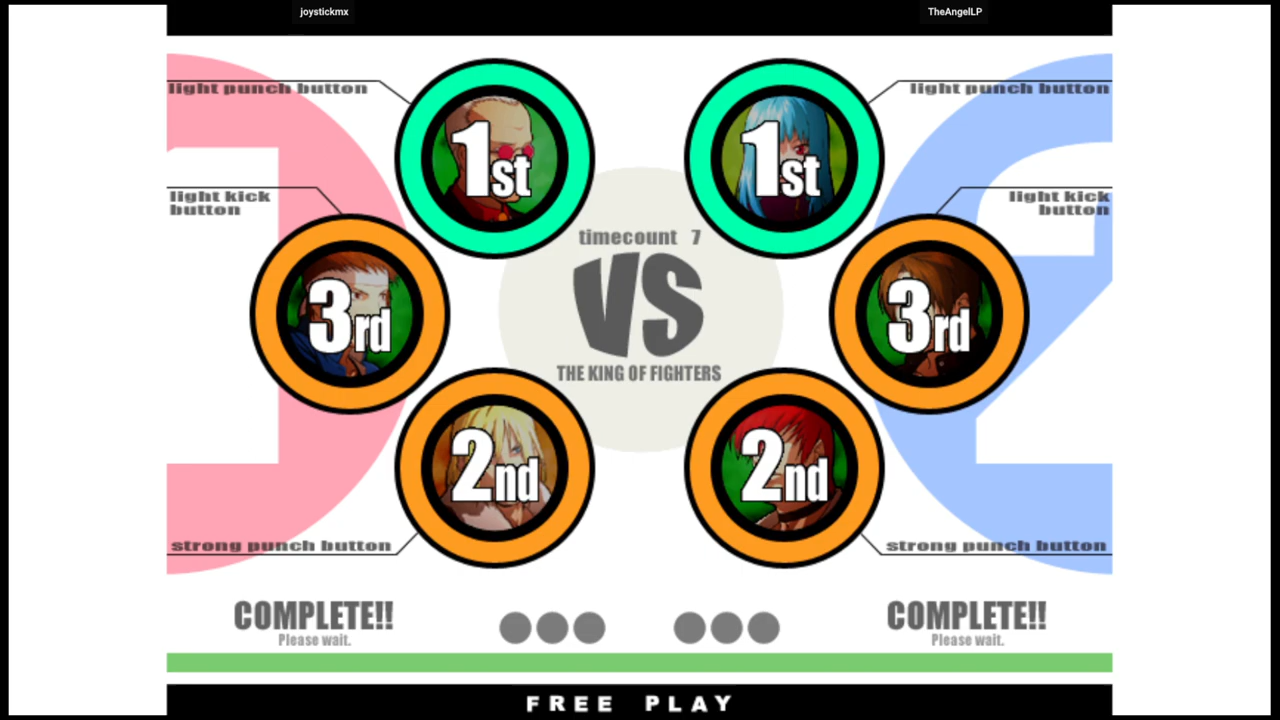 joystickmx
TheAngelLP
light punch button
light punch button
1st
1st
light kick
button
light kick
button
timecount 7
VS
THE KING OF FIGHTERS
3rd
3rd
2nd
2nd
strong punch button
strong punch button
COMPLETE!!
Please wait.
COMPLETE!!
Please wait.
FREE PLAY